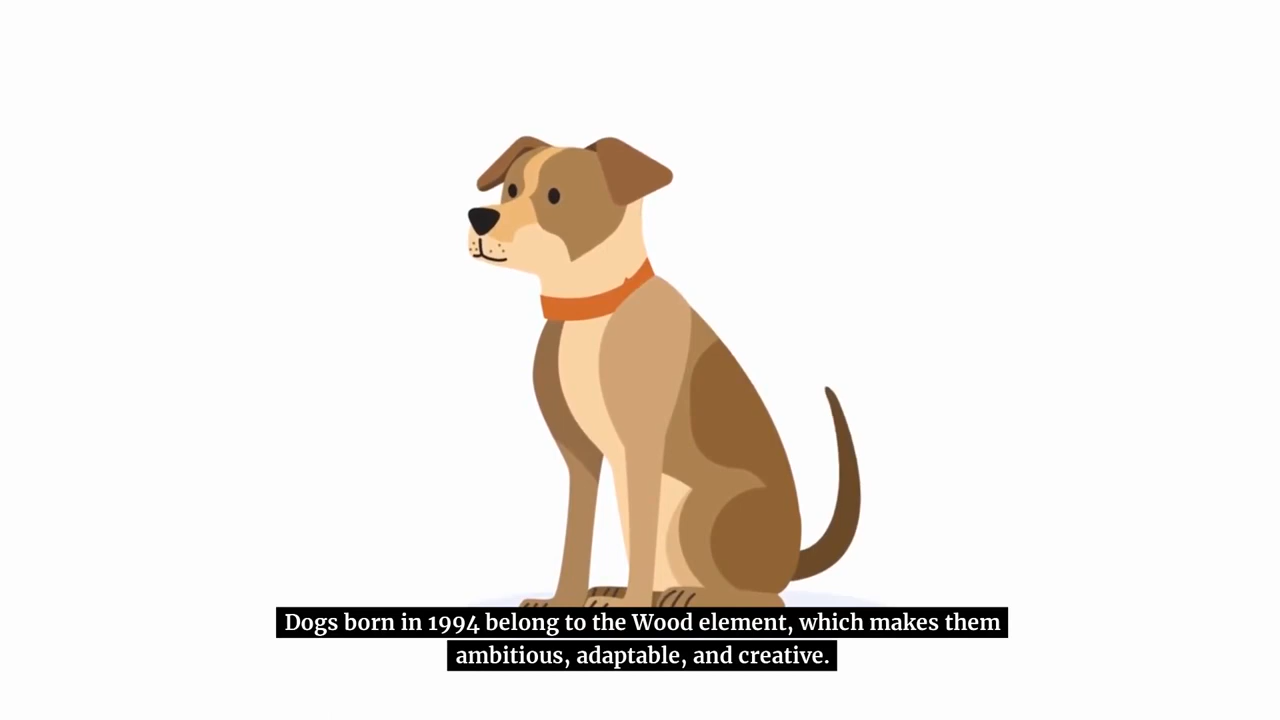 Dogs born in 1994 belong to the Wood element, which makes them
ambitious, adaptable, and creative.